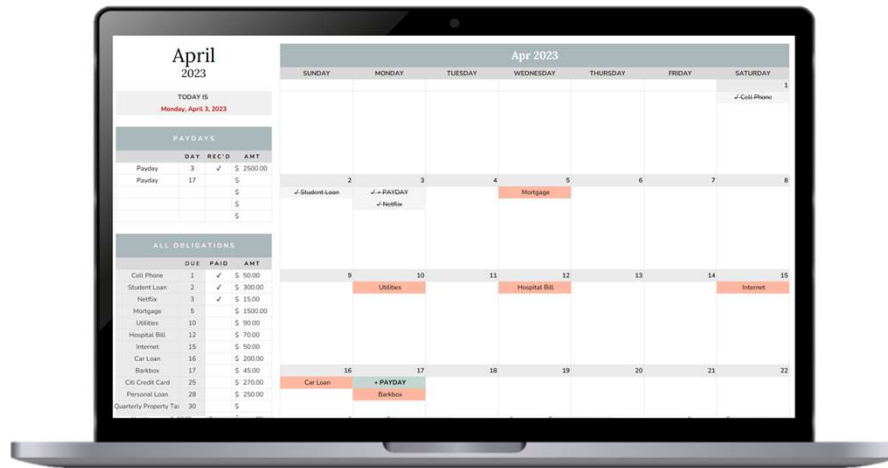 April
2023
TODAY IS
Monday, April 3, 2023
PAYDAYS
DAY REC'D AMT
Payday 3 ✓ $ 2500.00
Payday 17 $
$
$
$
ALL OBLIGATIONS
DUE PAID AMT
Cell Phone 1 ✓ $ 50.00
Student Loan 2 ✓ $ 300.00
Netflix 3 ✓ $ 15.00
Mortgage 5 $ 1500.00
Utilities 10 $ 90.00
Hospital Bill 12 $ 70.00
Internet 15 $ 50.00
Car Loan 16 $ 200.00
Barkbox 17 $ 45.00
Citi Credit Card 25 $ 270.00
Personal Loan 28 $ 250.00
Quarterly Property Ta 30 $
Apr 2023
SUNDAY MONDAY TUESDAY WEDNESDAY THURSDAY FRIDAY SATURDAY
1
✓ Cell Phone
2 3 4 5 6 7 8
✓ Student Loan ✓ + PAYDAY Mortgage
✓ Netflix
9 10 11 12 13 14 15
Utilities Hospital Bill Internet
16 17 18 19 20 21 22
Car Loan + PAYDAY
Barkbox